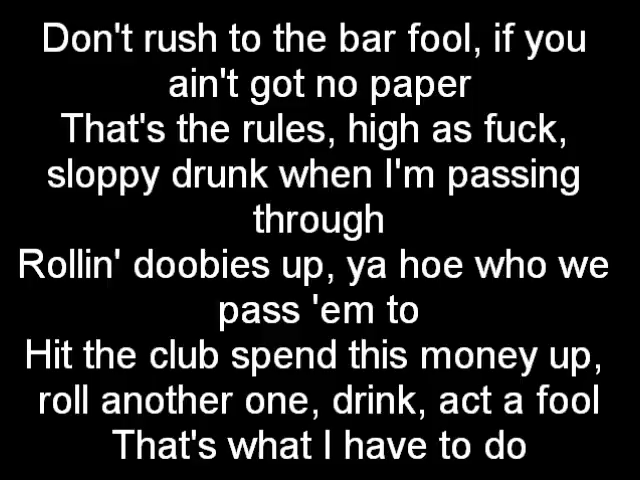 Don't rush to the bar fool, if you
ain't got no paper
That's the rules, high as fuck,
sloppy drunk when I'm passing
through
Rollin' doobies up, ya hoe who we
pass 'em to
Hit the club spend this money up,
roll another one, drink, act a fool
That's what I have to do